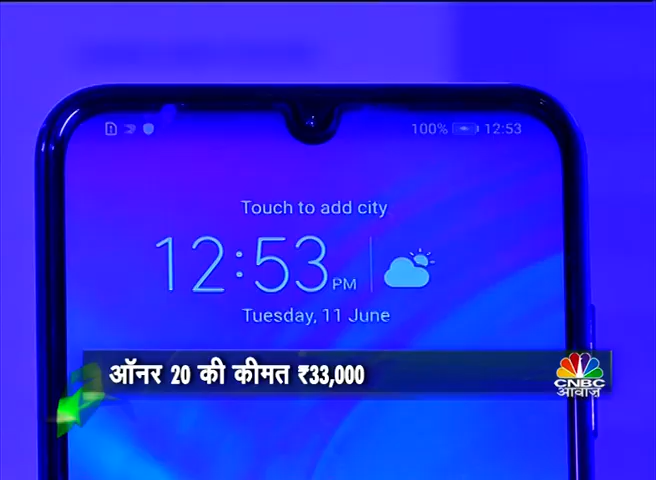 100% 12:53
Touch to add city
12:53 PM
Tuesday, 11 June
ऑनर 20 की कीमत ₹33,000
CNBC
आवाज़